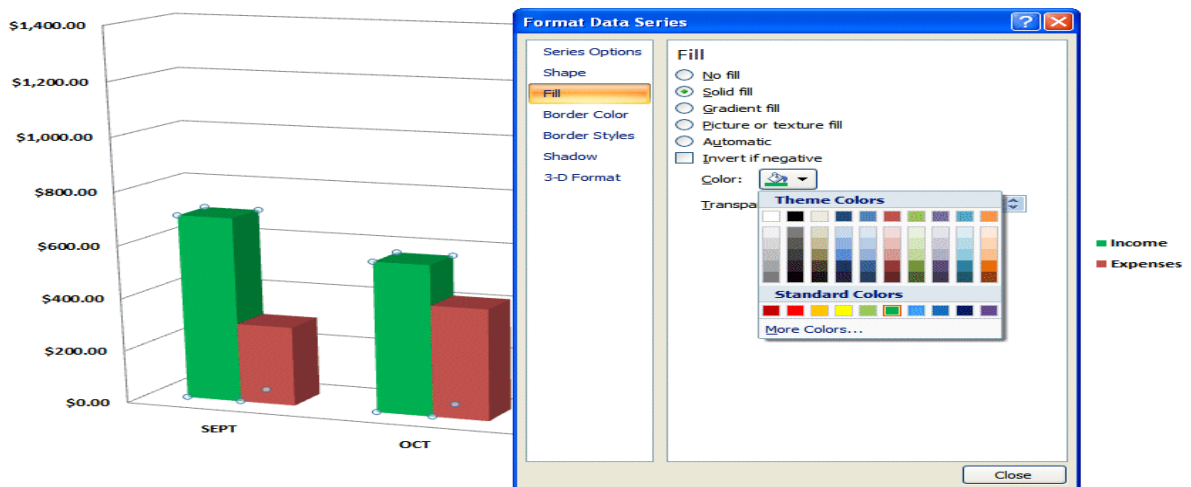 $1,400.00
$1,200.00
$1,000.00
$800.00
$600.00
$400.00
$200.00
$0.00
SEPT
OCT
Format Data Series
Series Options
Shape
Fill
Border Color
Border Styles
Shadow
3-D Format
Fill
No fill
Solid fill
Gradient fill
Picture or texture fill
Automatic
Invert if negative
Color:
Transpa
Theme Colors
Standard Colors
More Colors...
Close
Income
Expenses